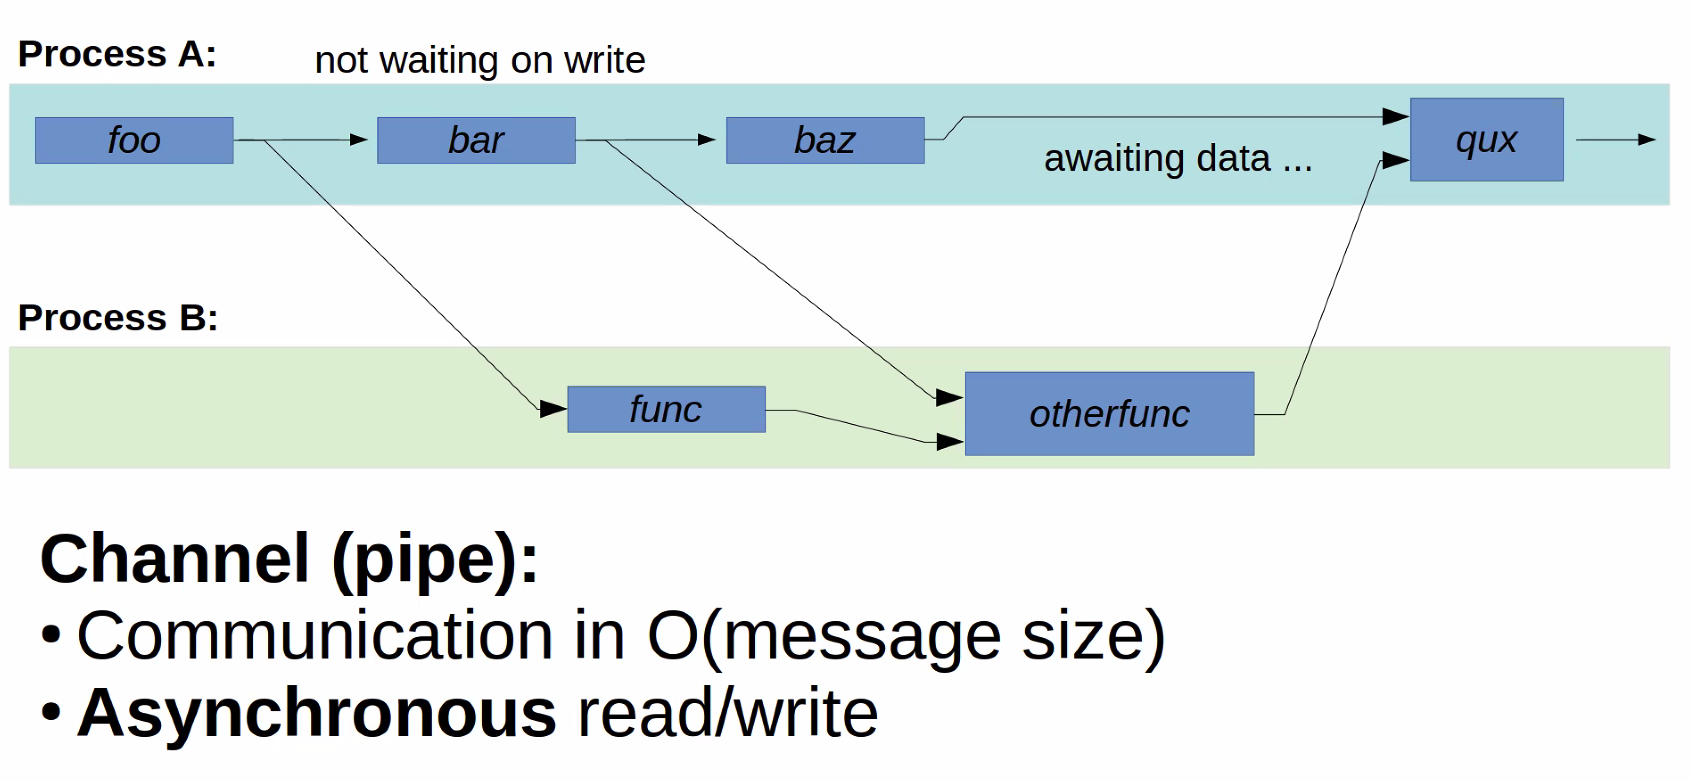 Process A:
not waiting on write
foo
bar
baz
qux
awaiting data ...
Process B:
func
otherfunc
Channel (pipe):
• Communication in O(message size)
• Asynchronous read/write